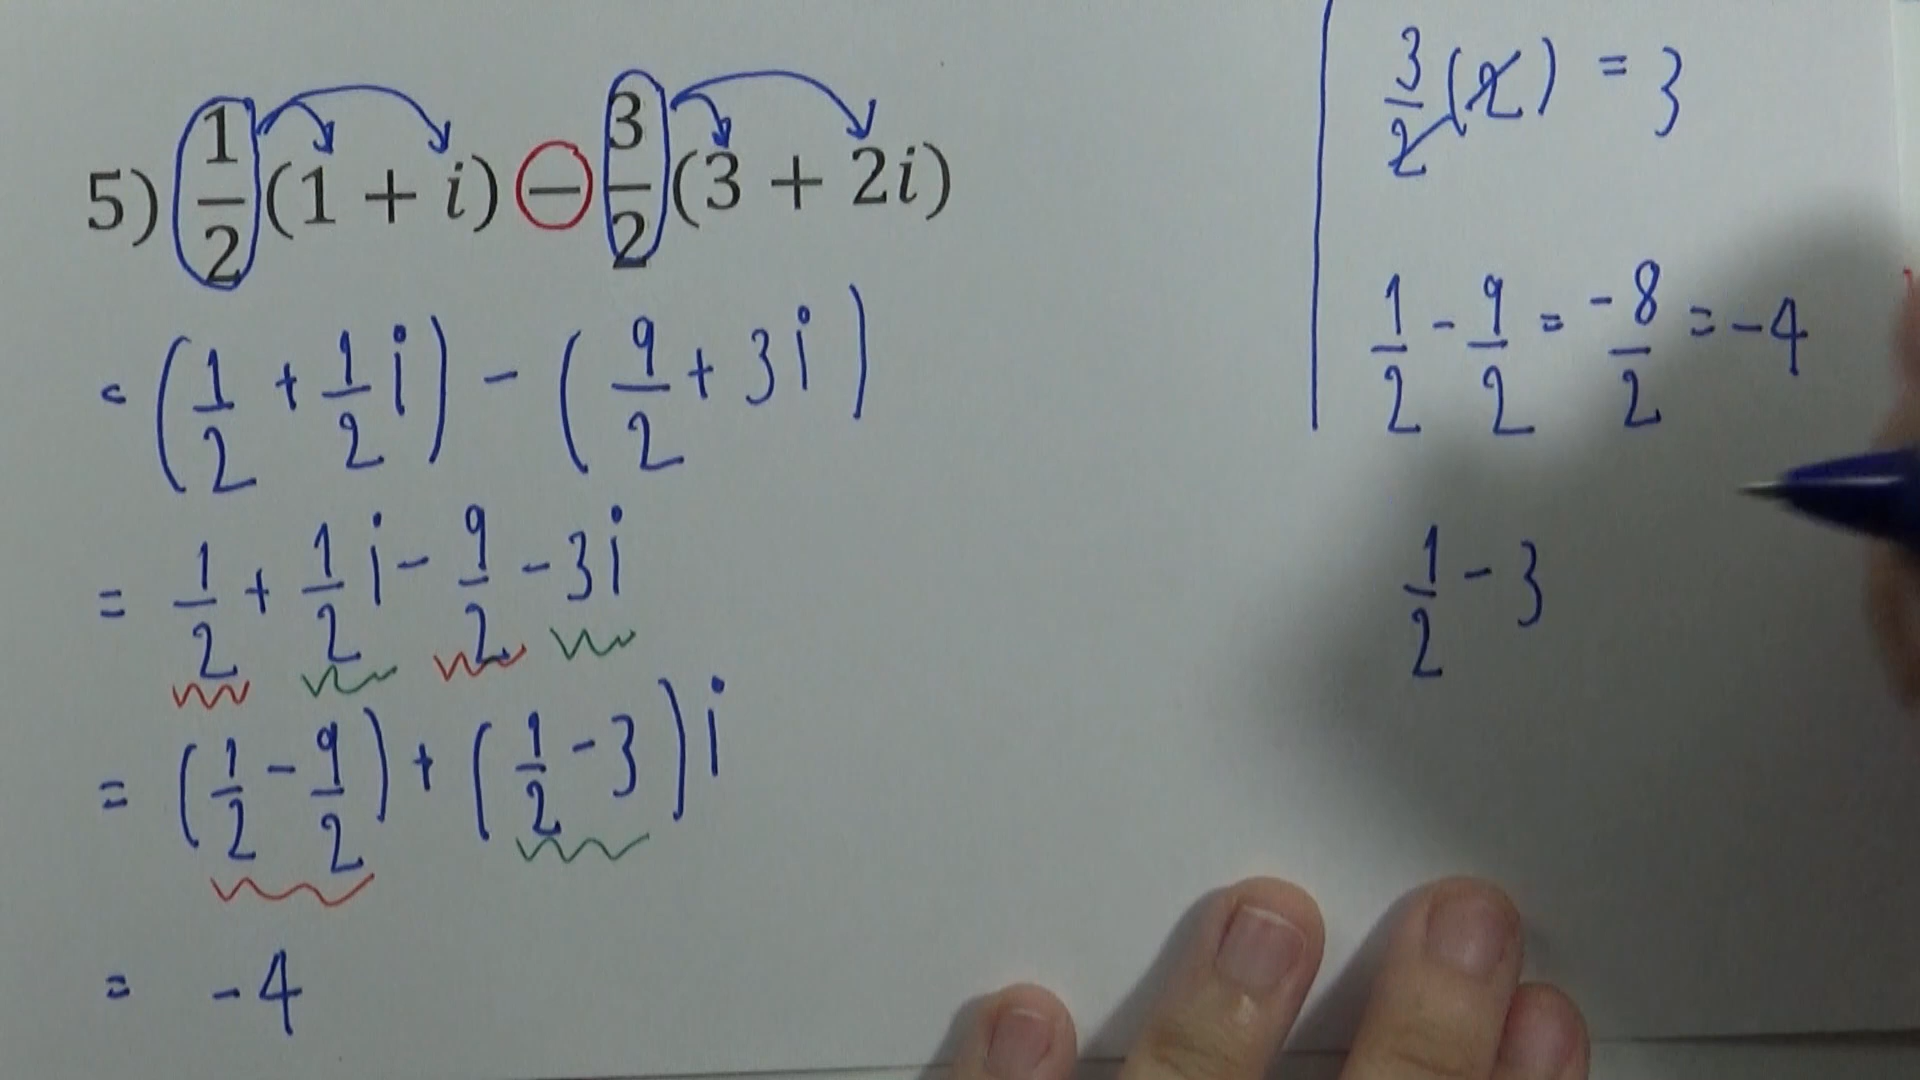 5) 1/2 (1 + i) − 3/2 (3 + 2i)
= (1/2 + 1/2 i) - (9/2 + 3i)
= 1/2 + 1/2 i - 9/2 - 3i
= (1/2 - 9/2) + (1/2 - 3) i
= -4
3/2 (2) = 3
1/2 - 9/2 = -8/2 = -4
1/2 - 3